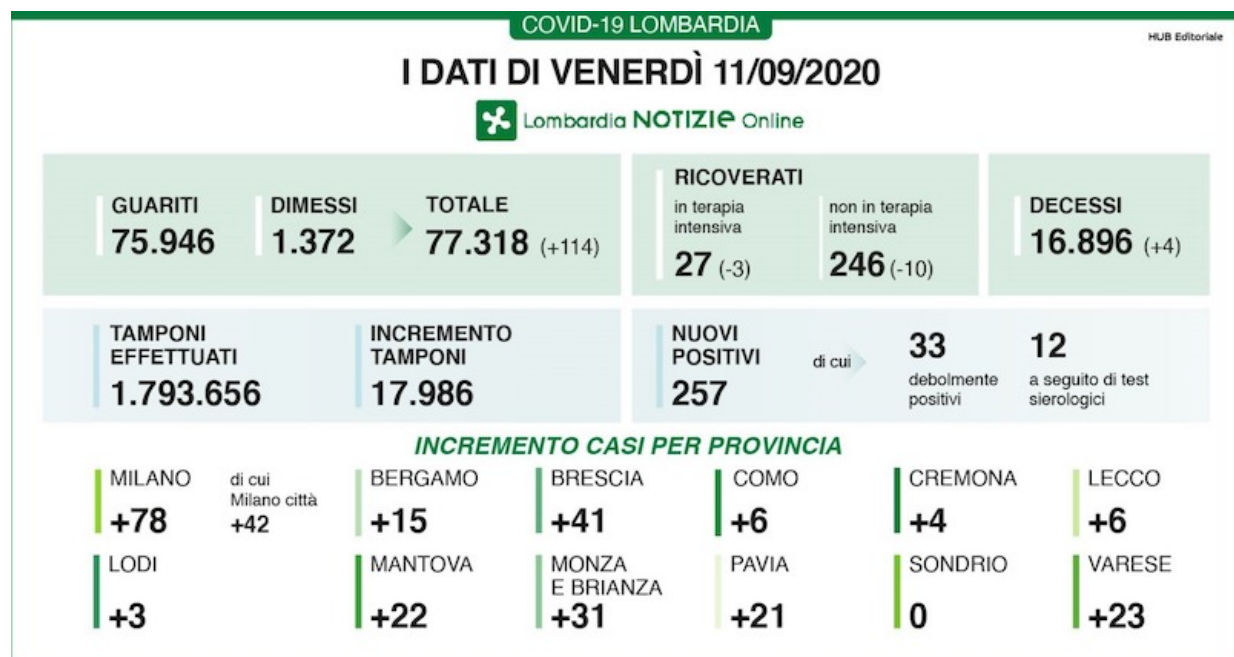 COVID-19 LOMBARDIA
HUB Editoriale
I DATI DI VENERDÌ 11/09/2020
Lombardia NOTIZIe Online
GUARITI
75.946
DIMESSI
1.372
TOTALE
77.318 (+114)
RICOVERATI
in terapia
intensiva
27 (-3)
non in terapia
intensiva
246 (-10)
DECESSI
16.896 (+4)
TAMPONI
EFFETTUATI
1.793.656
INCREMENTO
TAMPONI
17.986
NUOVI
POSITIVI
257
di cui
33
debolmente
positivi
12
a seguito di test
sierologici
INCREMENTO CASI PER PROVINCIA
MILANO
+78
di cui
Milano città
+42
BERGAMO
+15
BRESCIA
+41
COMO
+6
CREMONA
+4
LECCO
+6
LODI
+3
MANTOVA
+22
MONZA
E BRIANZA
+31
PAVIA
+21
SONDRIO
0
VARESE
+23